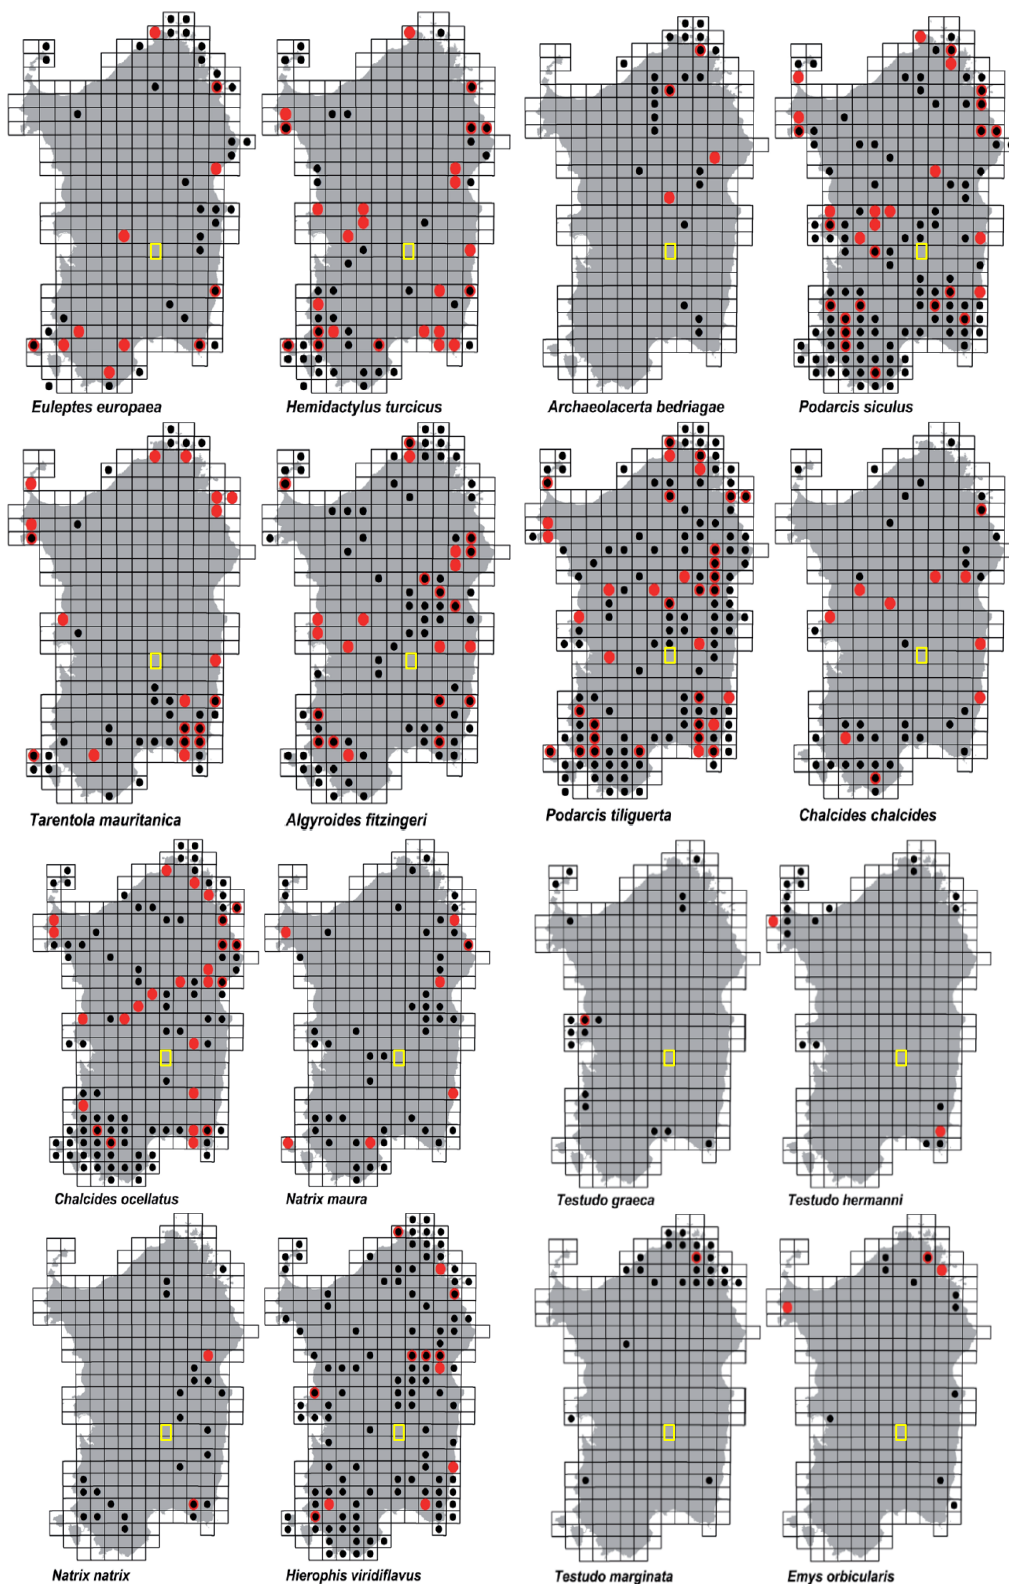 Euleptes europaea
Hemidactylus turcicus
Archaeolacerta bedriagae
Podarcis siculus
Tarentola mauritanica
Algyroides fitzingeri
Podarcis tiliguerta
Chalcides chalcides
Chalcides ocellatus
Natrix maura
Testudo graeca
Testudo hermanni
Natrix natrix
Hierophis viridiflavus
Testudo marginata
Emys orbicularis